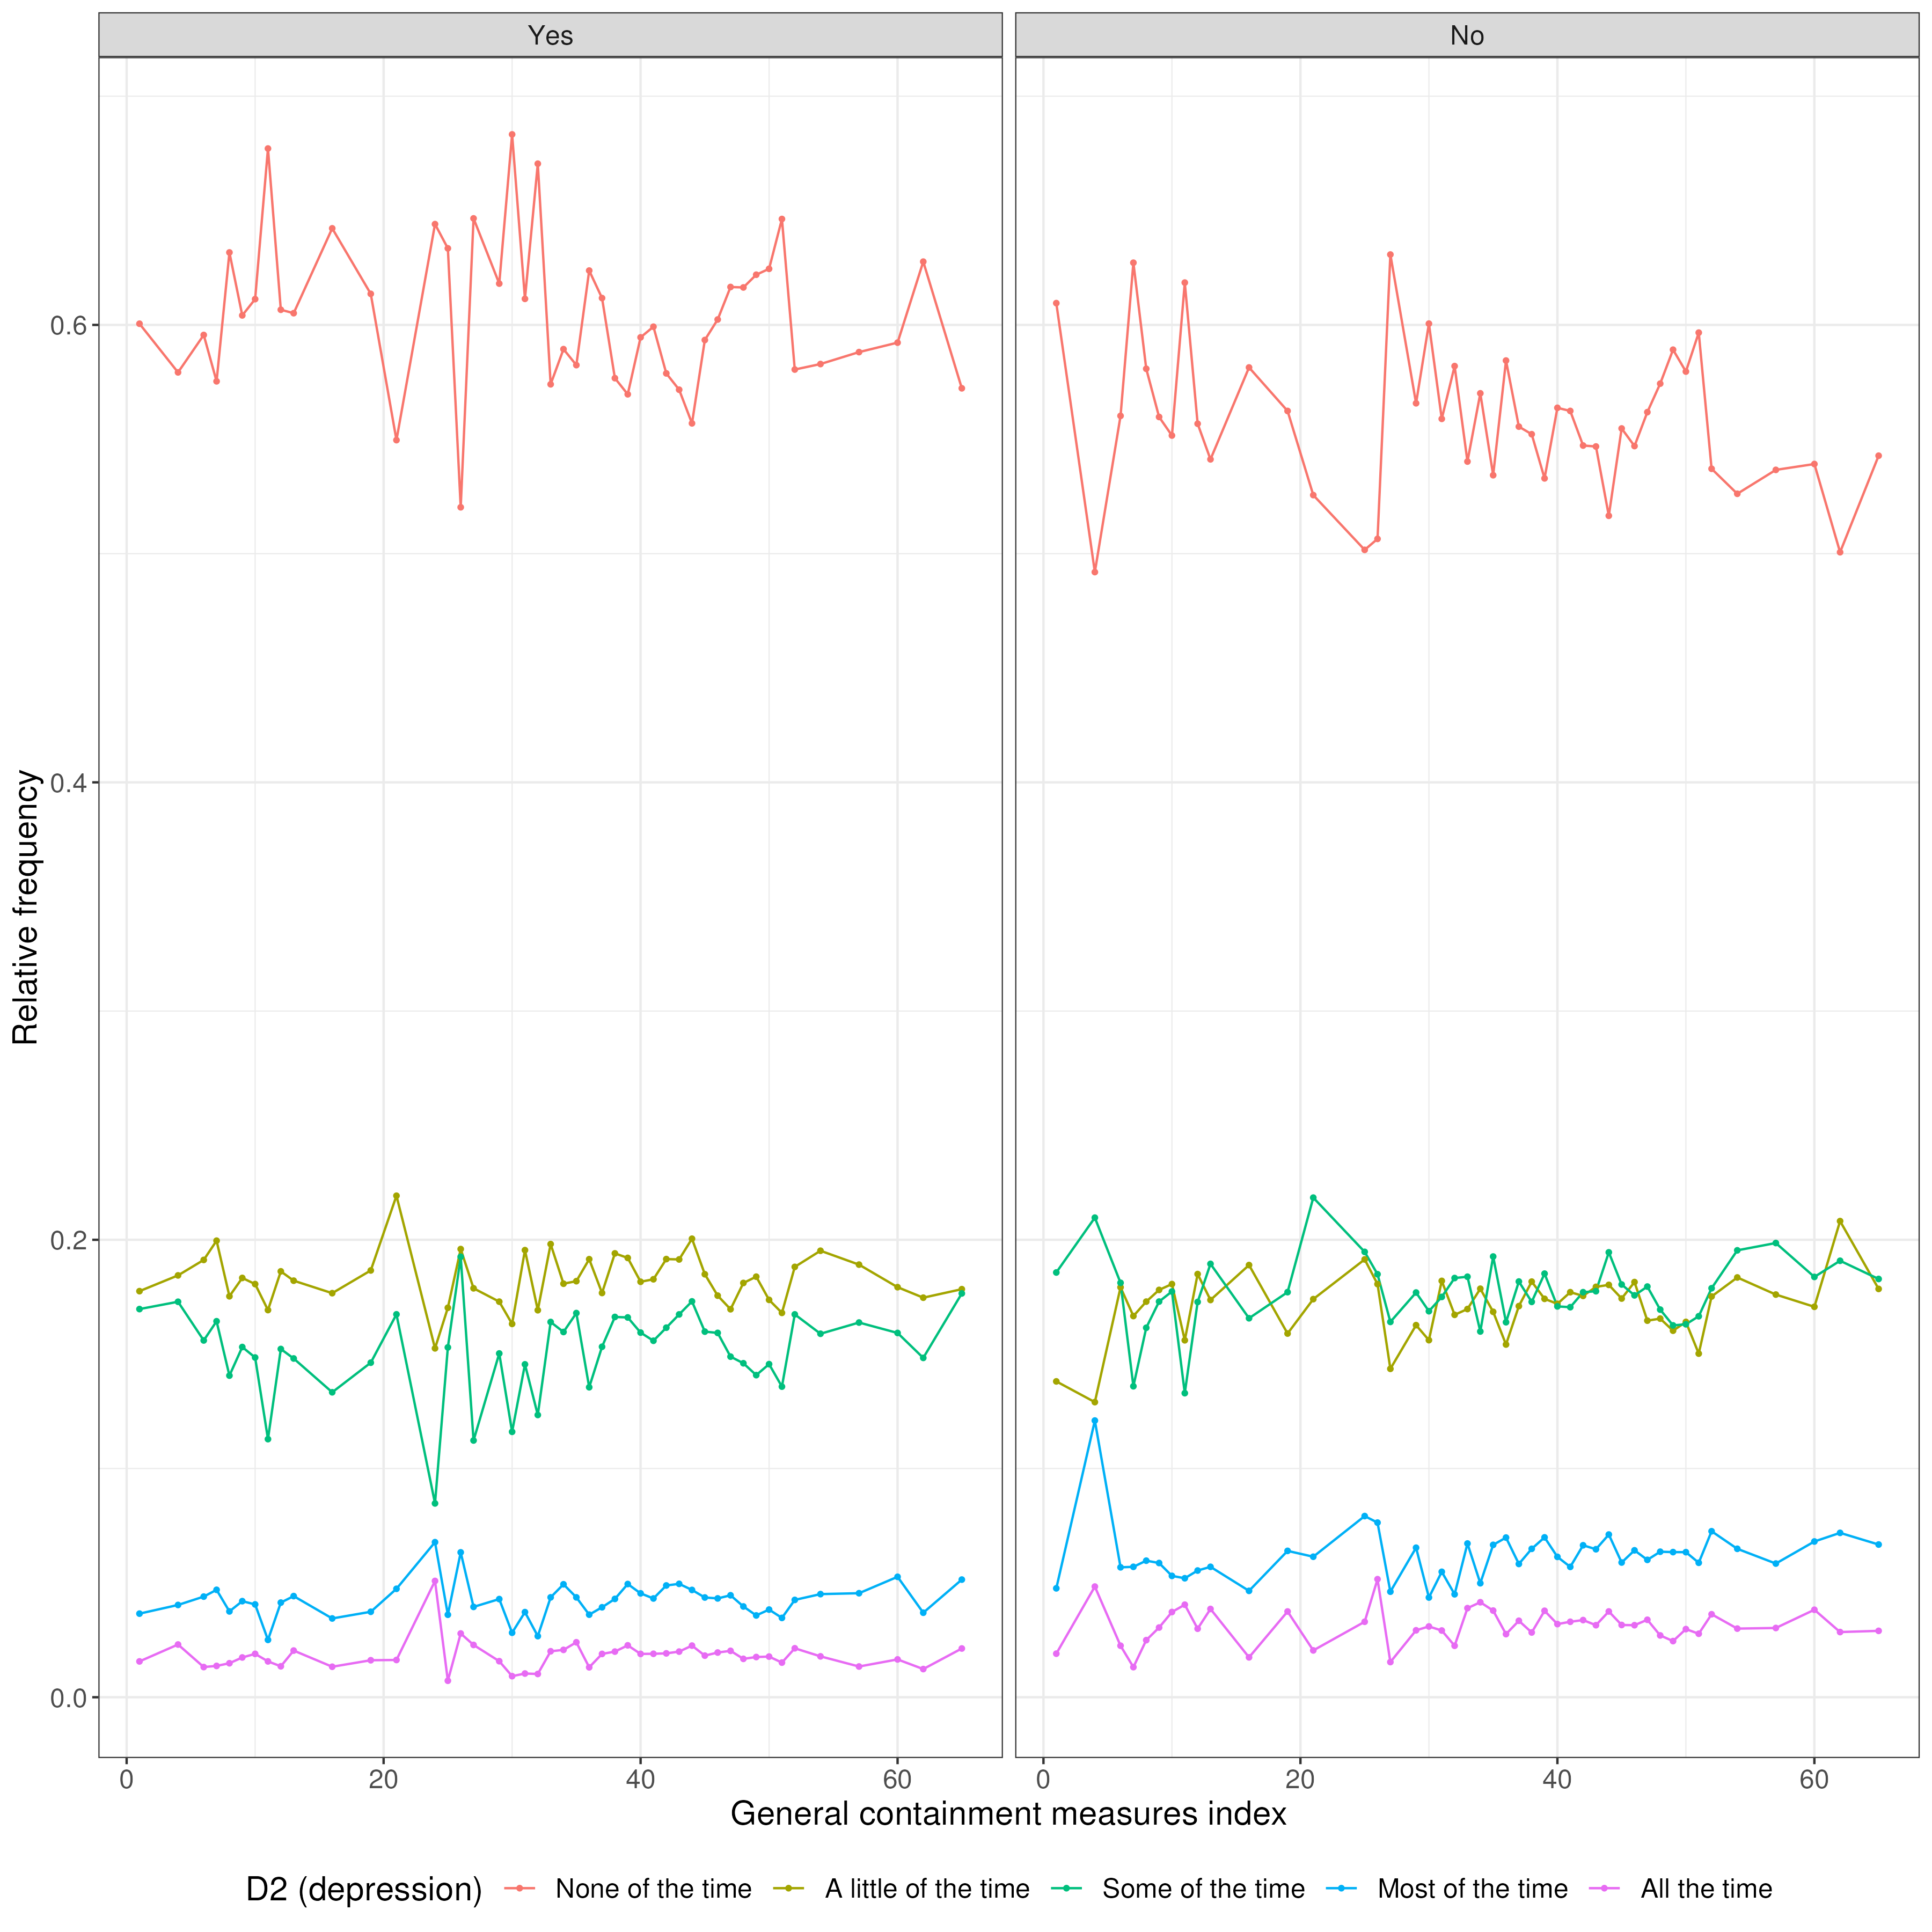 Yes No
0.6
0.4
0.2
0.0
Relative frequency
0 20 40 60 0 20 40 60
General containment measures index
D2 (depression) None of the time A little of the time Some of the time Most of the time All the time